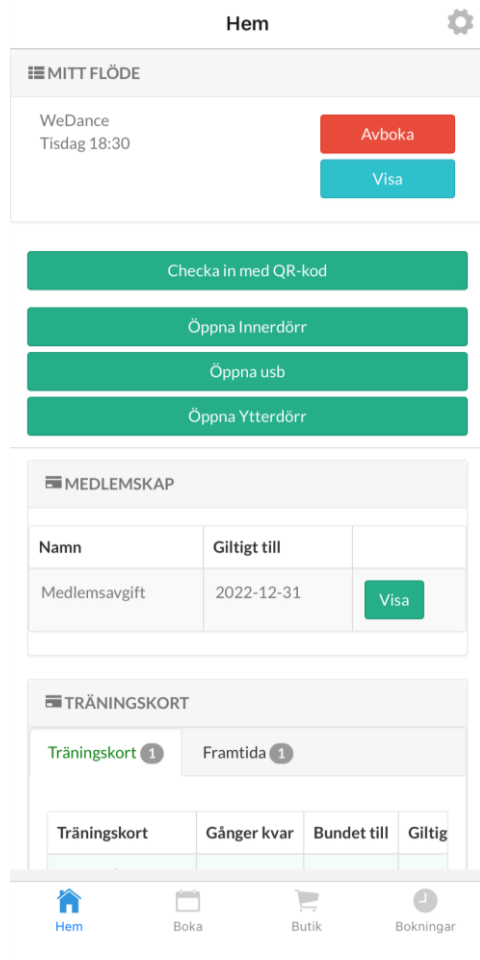 Hem
MITT FLÖDE
WeDance
Tisdag 18:30
Avboka
Visa
Checka in med QR-kod
Öppna Innerdörr
Öppna usb
Öppna Ytterdörr
MEDLEMSKAP
Namn Giltigt till
Medlemsavgift 2022-12-31 Visa
TRÄNINGSKORT
Träningskort 1 Framtida 1
Träningskort Gånger kvar Bundet till Giltig
Hem Boka Butik Bokningar